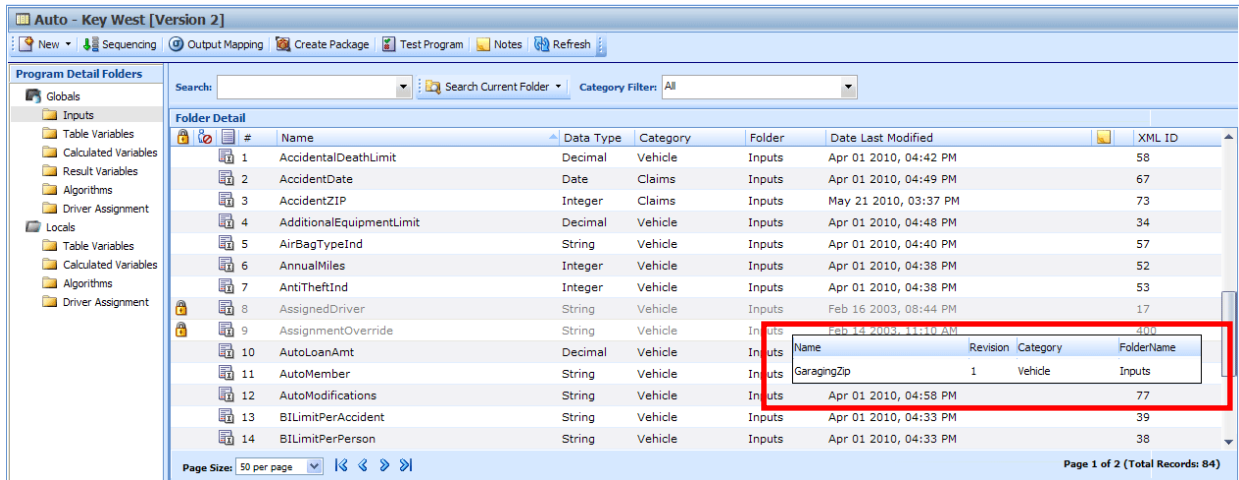 Auto - Key West [Version 2]
New Sequencing Output Mapping Create Package Test Program Notes Refresh
Program Detail Folders
Globals
Inputs
Table Variables
Calculated Variables
Result Variables
Algorithms
Driver Assignment
Locals
Table Variables
Calculated Variables
Algorithms
Driver Assignment
Search: Search Current Folder Category Filter: All
Folder Detail
# Name Data Type Category Folder Date Last Modified XML ID
1 AccidentalDeathLimit Decimal Vehicle Inputs Apr 01 2010, 04:42 PM 58
2 AccidentDate Date Claims Inputs Apr 01 2010, 04:49 PM 67
3 AccidentZIP Integer Claims Inputs May 21 2010, 03:37 PM 73
4 AdditionalEquipmentLimit Decimal Vehicle Inputs Apr 01 2010, 04:48 PM 34
5 AirBagTypeInd String Vehicle Inputs Apr 01 2010, 04:40 PM 57
6 AnnualMiles Integer Vehicle Inputs Apr 01 2010, 04:38 PM 52
7 AntiTheftInd Integer Vehicle Inputs Apr 01 2010, 04:38 PM 53
8 AssignedDriver String Vehicle Inputs Feb 16 2003, 08:44 PM 17
9 AssignmentOverride String Vehicle Inputs Feb 14 2003, 11:10 AM 400
10 AutoLoanAmt Decimal Vehicle Inputs
11 AutoMember String Vehicle Inputs
12 AutoModifications String Vehicle Inputs Apr 01 2010, 04:58 PM 77
13 BILimitPerAccident String Vehicle Inputs Apr 01 2010, 04:33 PM 39
14 BILimitPerPerson String Vehicle Inputs Apr 01 2010, 04:33 PM 38
Name Revision Category FolderName
GaragingZip 1 Vehicle Inputs
Page Size: 50 per page Page 1 of 2 (Total Records: 84)